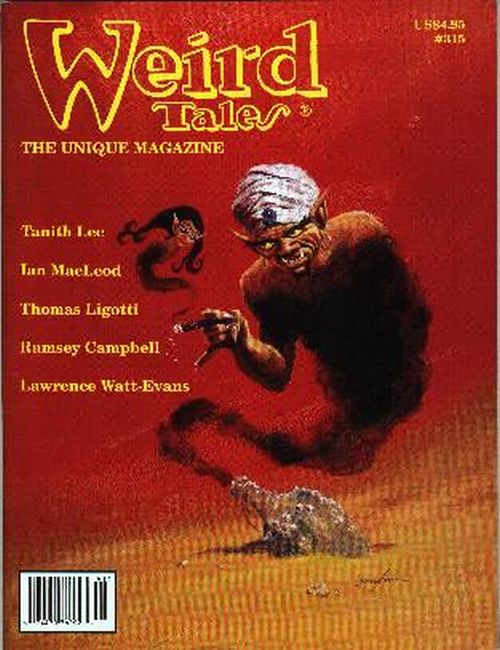 Weird
Tales®
US$4.95
#315
THE UNIQUE MAGAZINE
Tanith Lee
Ian MacLeod
Thomas Ligotti
Ramsey Campbell
Lawrence Watt-Evans